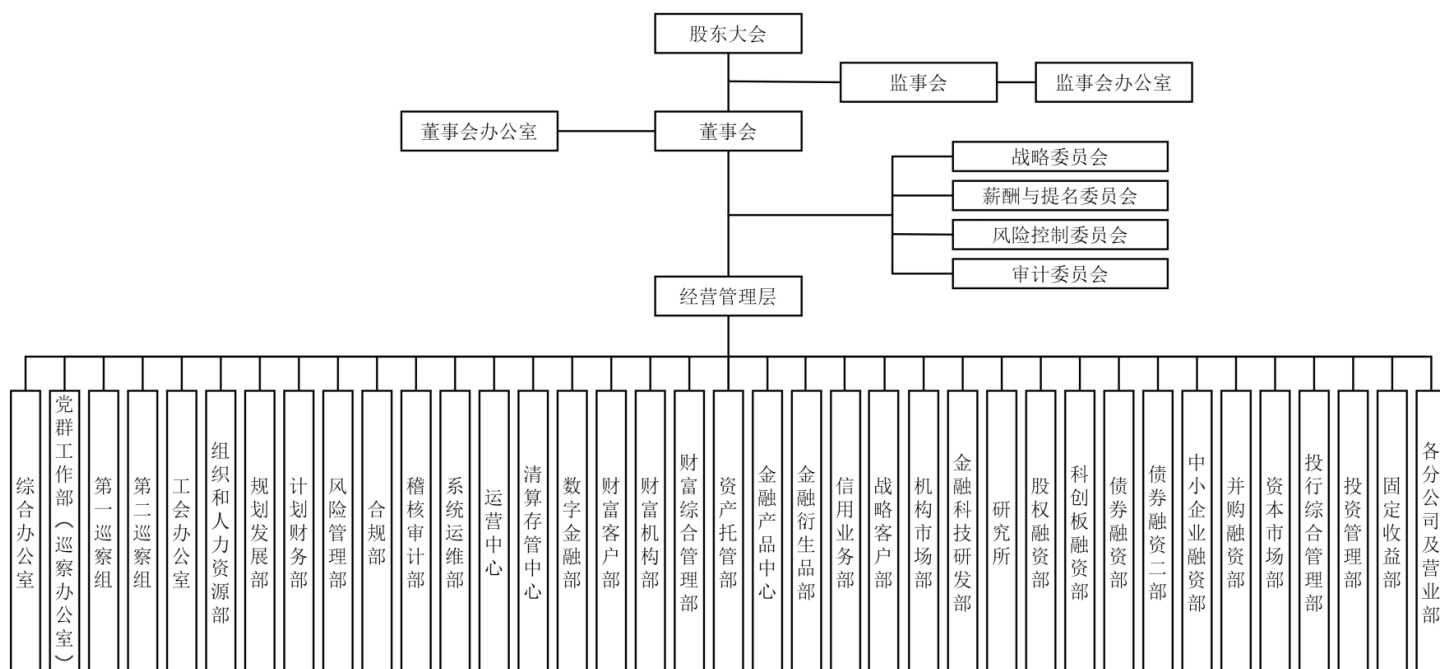 股东大会
监事会
监事会办公室
董事会办公室
董事会
战略委员会
薪酬与提名委员会
风险控制委员会
审计委员会
经营管理层
综合办公室
党群工作部（巡察办公室）
第一巡察组
第二巡察组
工会办公室
组织和人力资源部
规划发展部
计划财务部
风险管理部
合规部
稽核审计部
系统运维部
运营中心
清算存管中心
数字金融部
财富客户部
财富机构部
财富综合管理部
资产托管部
金融产品中心
金融衍生品部
信用业务部
战略客户部
机构市场部
金融科技研发部
研究所
股权融资部
科创板融资部
债券融资部
债券融资二部
中小企业融资部
并购融资部
资本市场部
投行综合管理部
投资管理部
固定收益部
各分公司及营业部